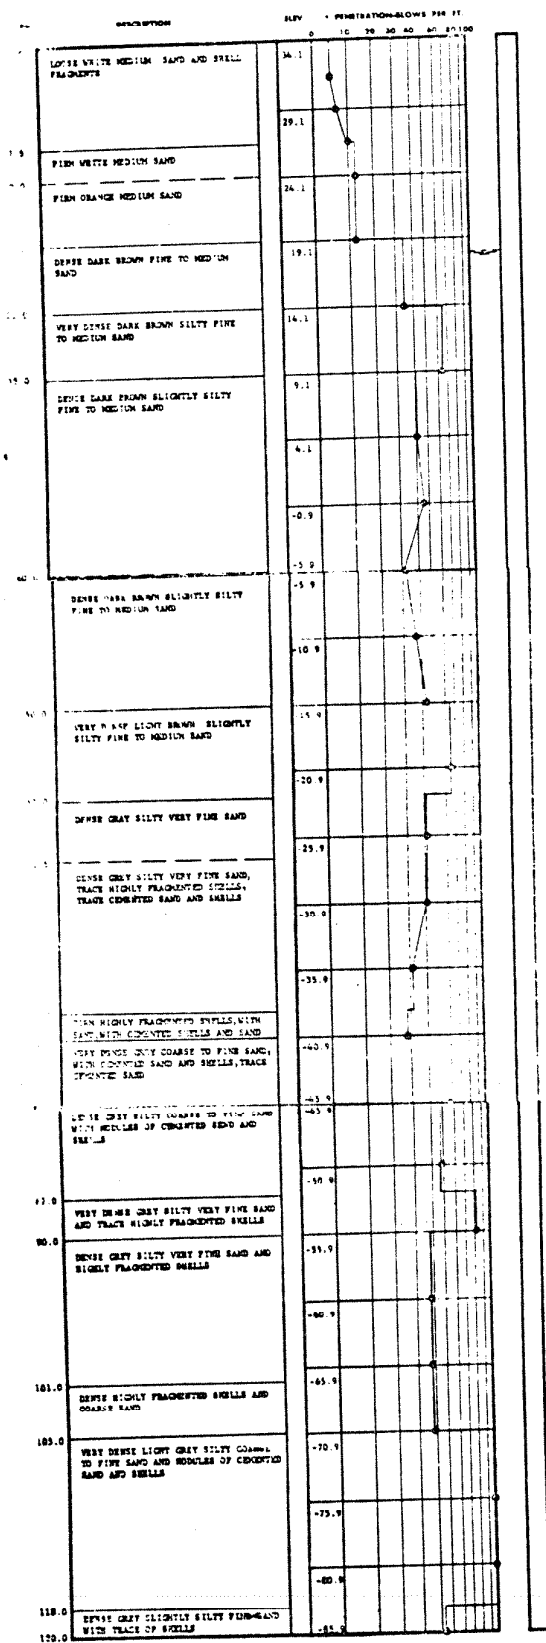 DESCRIPTION ELEV • PENETRATION-BLOWS PER FT.
0 10 20 30 40 60 80 100
34.1
LOOSE WHITE MEDIUM SAND AND SHELL
FRAGMENTS
29.1
FIRM WHITE MEDIUM SAND
24.1
FIRM ORANGE MEDIUM SAND
19.1
DENSE DARK BROWN FINE TO MEDIUM
SAND
14.1
VERY DENSE DARK BROWN SILTY FINE
TO MEDIUM SAND
9.1
DENSE DARK BROWN SLIGHTLY SILTY
FINE TO MEDIUM SAND
4.1
-0.9
-5.9
DENSE DARK BROWN SLIGHTLY SILTY
FINE TO MEDIUM SAND
-10.9
-15.9
VERY DENSE LIGHT BROWN SLIGHTLY
SILTY FINE TO MEDIUM SAND
-20.9
DENSE GRAY SILTY VERY FINE SAND
-25.9
DENSE GREY SILTY VERY FINE SAND,
TRACE HIGHLY FRAGMENTED SHELLS,
TRACE CEMENTED SAND AND SHELLS
-30.9
-35.9
FIRM HIGHLY FRAGMENTED SHELLS, WITH
SAND, WITH CEMENTED SHELLS AND SAND
-40.9
VERY DENSE GREY COARSE TO FINE SAND,
WITH CEMENTED SAND AND SHELLS, TRACE
CEMENTED SAND
-45.9
-45.9
DENSE GREY SILTY COARSE TO FINE SAND
WITH NODULES OF CEMENTED SAND AND
SHELLS
-50.9
87.0
VERY DENSE GREY SILTY VERY FINE SAND
AND TRACE HIGHLY FRAGMENTED SHELLS
-55.9
90.0
DENSE GREY SILTY VERY FINE SAND AND
HIGHLY FRAGMENTED SHELLS
-60.9
-65.9
101.0
DENSE HIGHLY FRAGMENTED SHELLS AND
COARSE SAND
-70.9
105.0
VERY DENSE LIGHT GREY SILTY COARSE
TO FINE SAND AND NODULES OF CEMENTED
SAND AND SHELLS
-75.9
-80.9
118.0
DENSE GREY SLIGHTLY SILTY FINE SAND
WITH TRACE OF SHELLS
-85.9
120.0